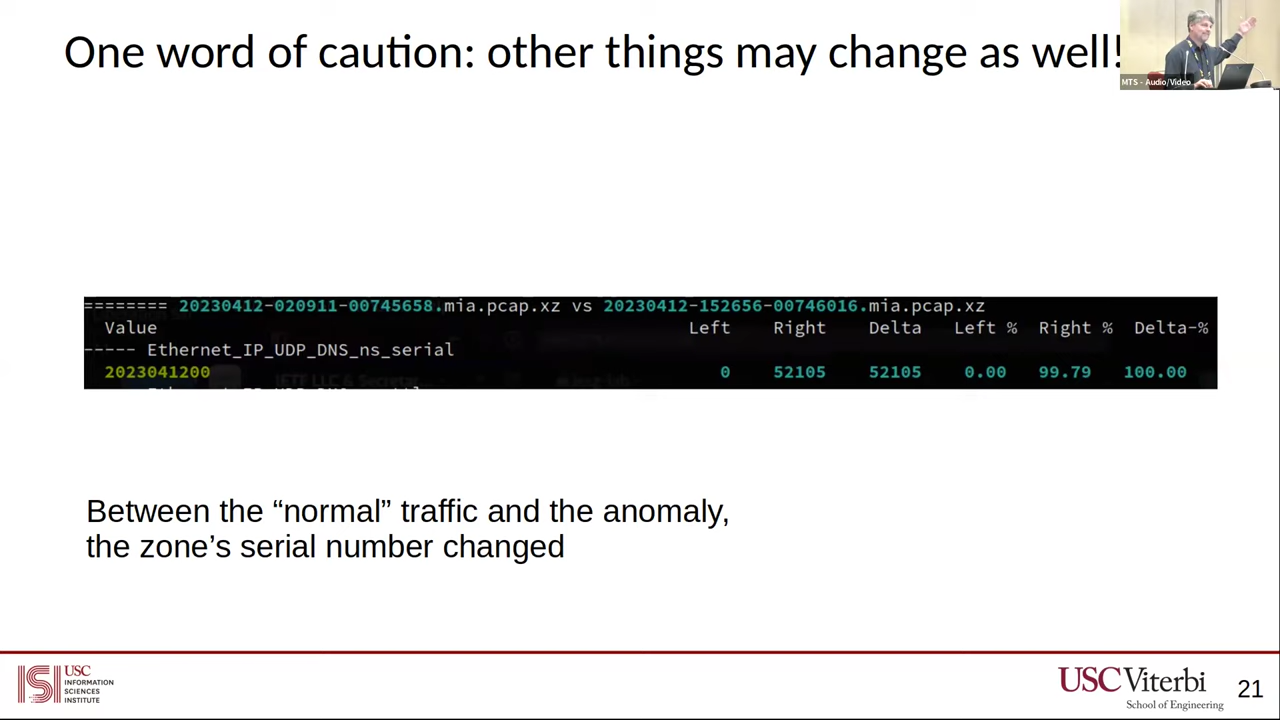 One word of caution: other things may change as well!
MTS - Audio/Video
======== 20230412-020911-00745658.mia.pcap.xz vs 20230412-152656-00746016.mia.pcap.xz
Value Left Right Delta Left % Right % Delta-%
----- Ethernet_IP_UDP_DNS_ns_serial
2023041200 0 52105 52105 0.00 99.79 100.00
Between the “normal” traffic and the anomaly,
the zone’s serial number changed
USC
INFORMATION
SCIENCES
INSTITUTE
USC Viterbi
School of Engineering
21